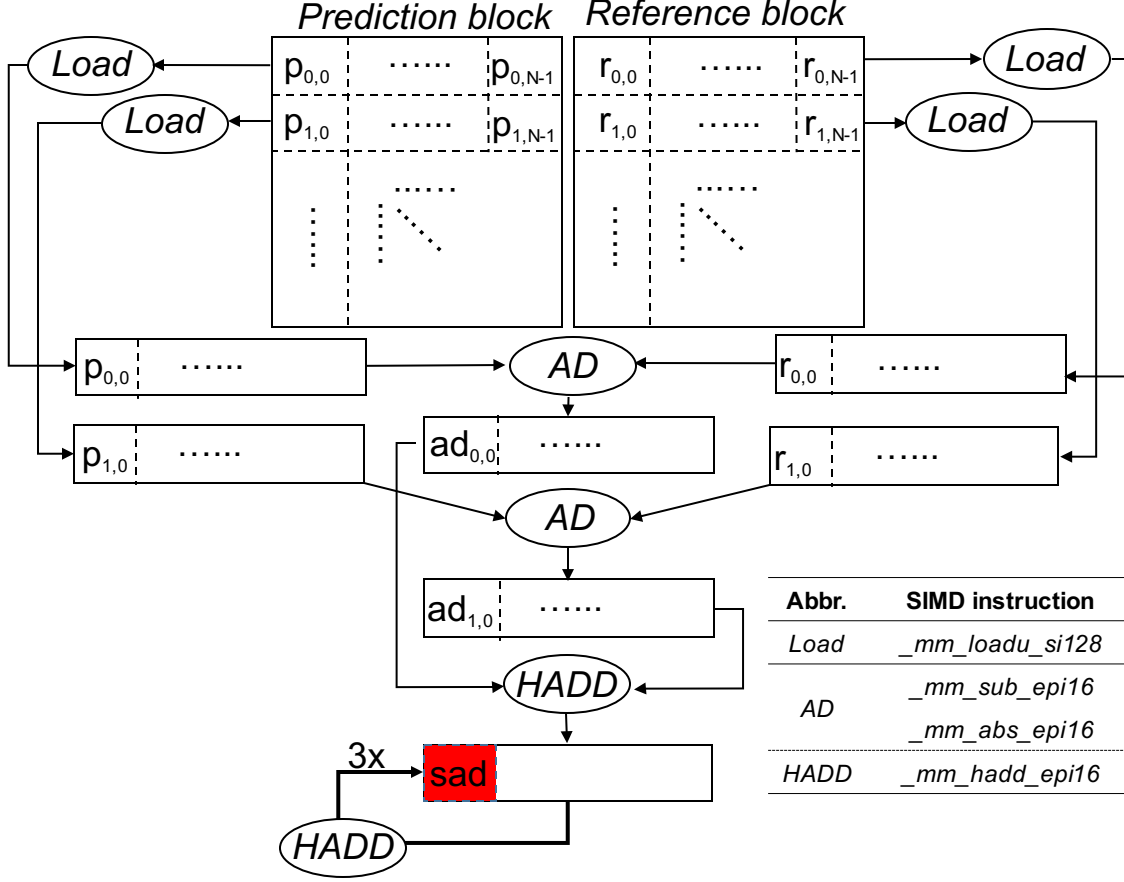 Prediction block Reference block
Load p0,0 ...... p0,N-1 r0,0 ...... r0,N-1 Load
Load p1,0 ...... p1,N-1 r1,0 ...... r1,N-1 Load
p0,0 ...... AD r0,0 ......
ad0,0 ......
p1,0 ...... r1,0 ......
AD
ad1,0 ......
Abbr. SIMD instruction
Load _mm_loadu_si128
AD _mm_sub_epi16
_mm_abs_epi16
HADD _mm_hadd_epi16
HADD
3x
sad
HADD